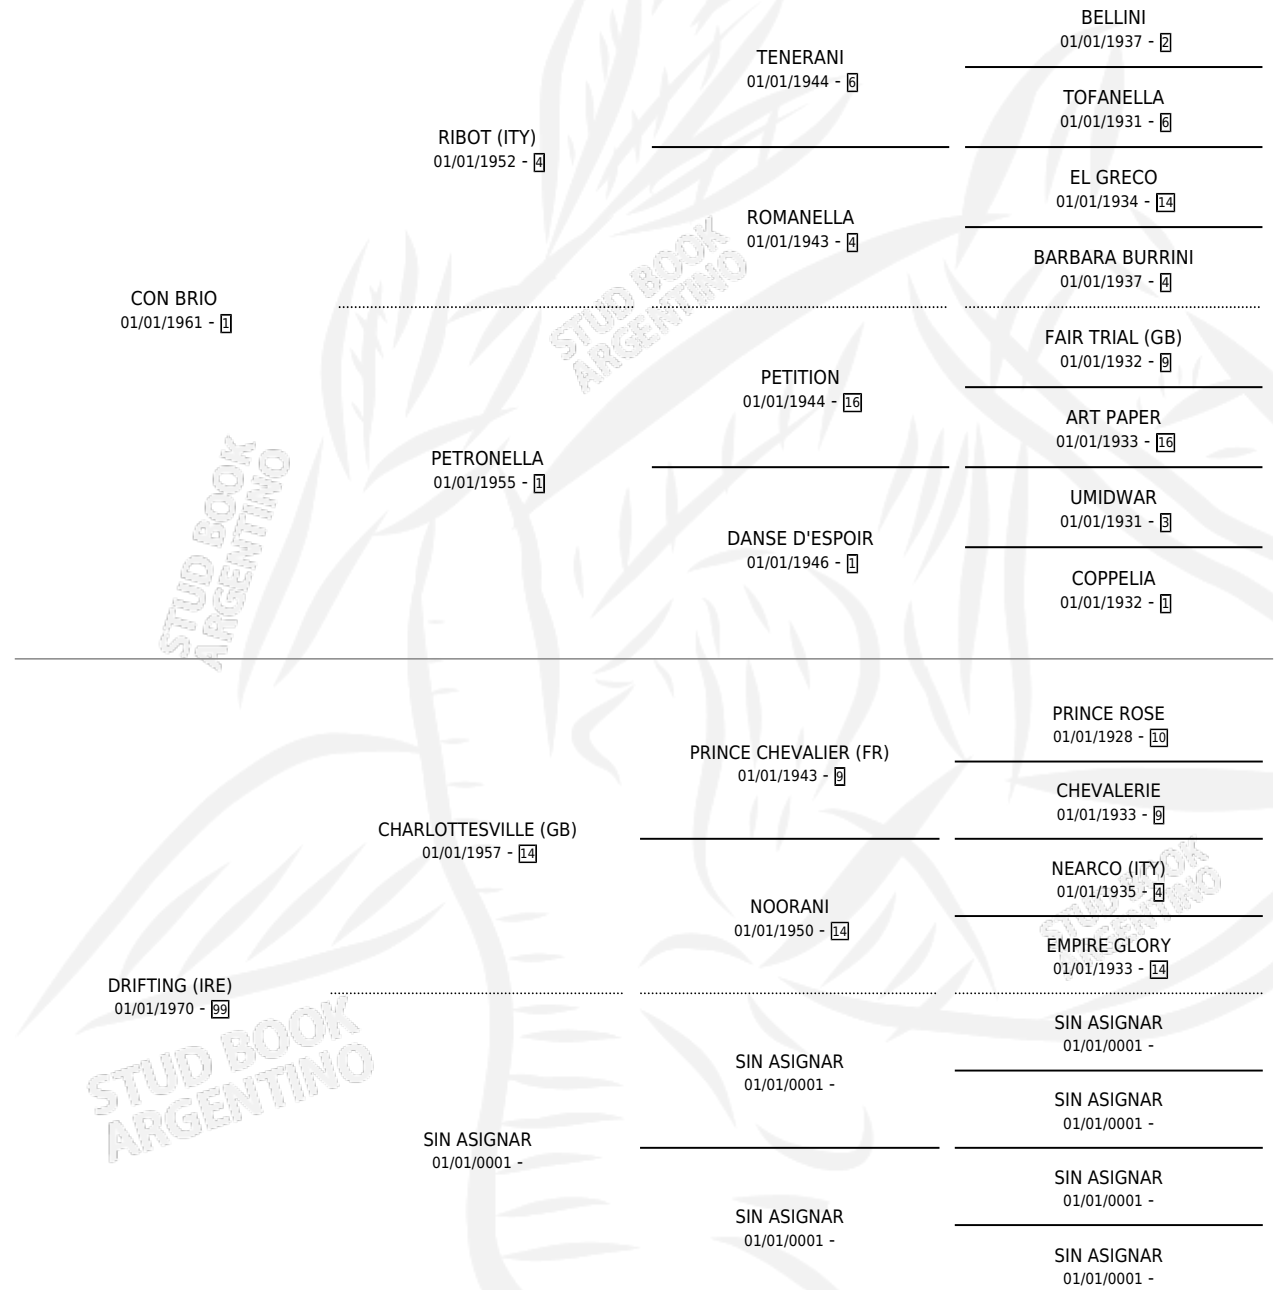 BELLINI
01/01/1937 - 2
TENERANI
01/01/1944 - 6
TOFANELLA
01/01/1931 - 6
RIBOT (ITY)
01/01/1952 - 4
EL GRECO
01/01/1934 - 14
ROMANELLA
01/01/1943 - 4
BARBARA BURRINI
01/01/1937 - 4
CON BRIO
01/01/1961 - 1
FAIR TRIAL (GB)
01/01/1932 - 9
PETITION
01/01/1944 - 16
ART PAPER
01/01/1933 - 16
PETRONELLA
01/01/1955 - 1
UMIDWAR
01/01/1931 - 3
DANSE D'ESPOIR
01/01/1946 - 1
COPPELIA
01/01/1932 - 1
PRINCE ROSE
01/01/1928 - 10
PRINCE CHEVALIER (FR)
01/01/1943 - 9
CHEVALERIE
01/01/1933 - 9
CHARLOTTESVILLE (GB)
01/01/1957 - 14
NEARCO (ITY)
01/01/1935 - 4
NOORANI
01/01/1950 - 14
EMPIRE GLORY
01/01/1933 - 14
DRIFTING (IRE)
01/01/1970 - 99
SIN ASIGNAR
01/01/0001 -
SIN ASIGNAR
01/01/0001 -
SIN ASIGNAR
01/01/0001 -
SIN ASIGNAR
01/01/0001 -
SIN ASIGNAR
01/01/0001 -
SIN ASIGNAR
01/01/0001 -
SIN ASIGNAR
01/01/0001 -
STUD BOOK
ARGENTINO
STUD BOOK
ARGENTINO
STUD BOOK
ARGENTINO
STUD BOOK
ARGENTINO